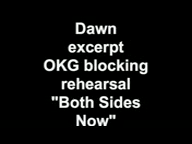 Dawn
excerpt
OKG blocking
rehearsal
"Both Sides
Now"